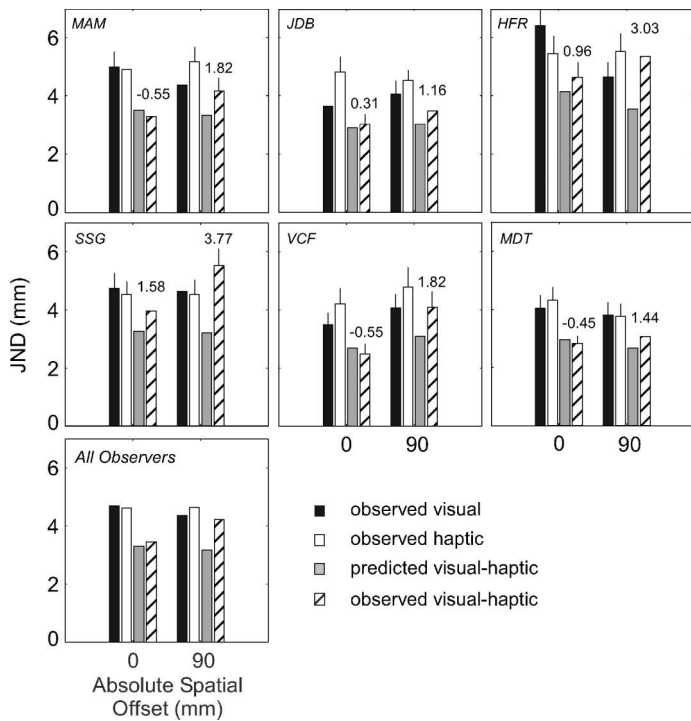 MAM
JDB
HFR
6
4
2
0
-0.55
1.82
0.31
1.16
0.96
3.03
SSG
VCF
MDT
6
4
2
0
1.58
3.77
-0.55
1.82
-0.45
1.44
0 90
0 90
JND (mm)
All Observers
6
4
2
0
0 90
Absolute Spatial
Offset (mm)
observed visual
observed haptic
predicted visual-haptic
observed visual-haptic